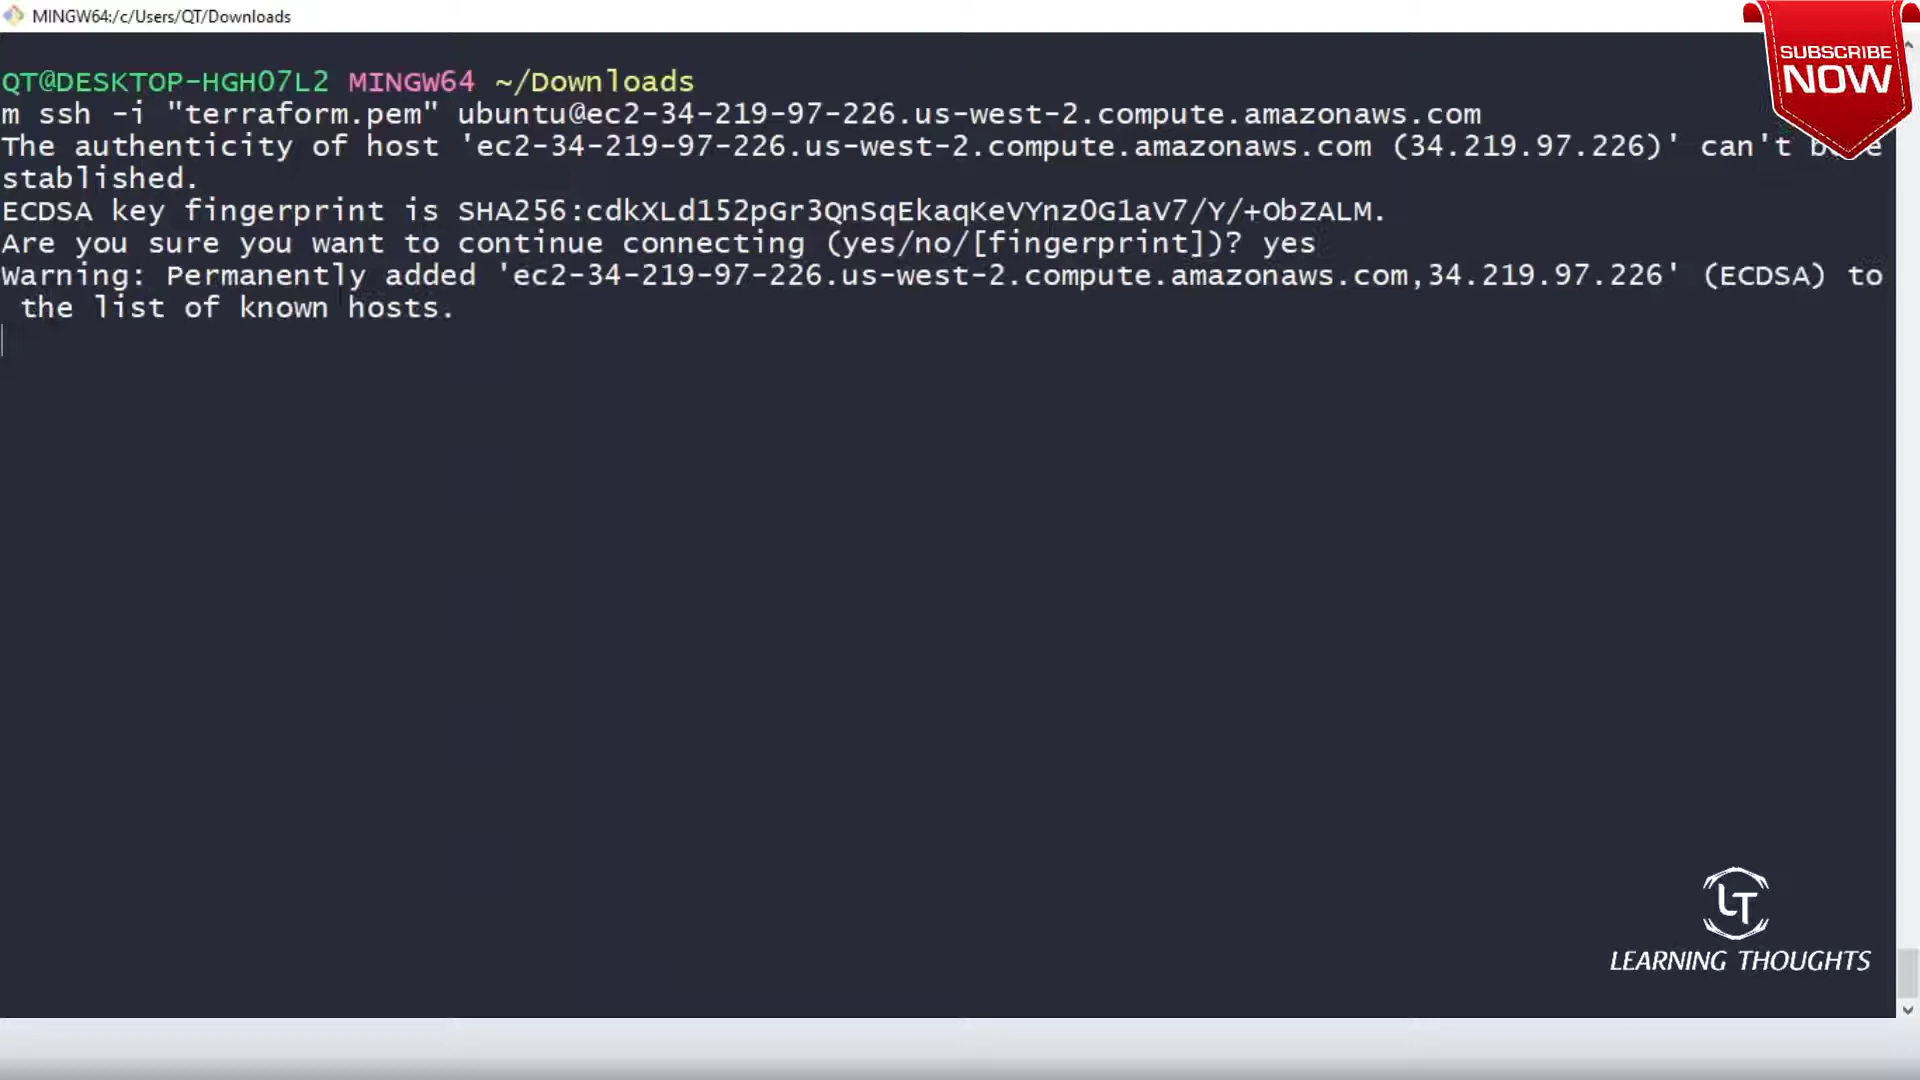 MINGW64:/c/Users/QT/Downloads
QT@DESKTOP-HGH07L2 MINGW64 ~/Downloads
m ssh -i "terraform.pem" ubuntu@ec2-34-219-97-226.us-west-2.compute.amazonaws.com
The authenticity of host 'ec2-34-219-97-226.us-west-2.compute.amazonaws.com (34.219.97.226)' can't be e
stablished.
ECDSA key fingerprint is SHA256:cdkXLd152pGr3QnSqEkaqKeVYnzOG1aV7/Y/+ObZALM.
Are you sure you want to continue connecting (yes/no/[fingerprint])? yes
Warning: Permanently added 'ec2-34-219-97-226.us-west-2.compute.amazonaws.com,34.219.97.226' (ECDSA) to
 the list of known hosts.
SUBSCRIBE
NOW
LT
LEARNING THOUGHTS